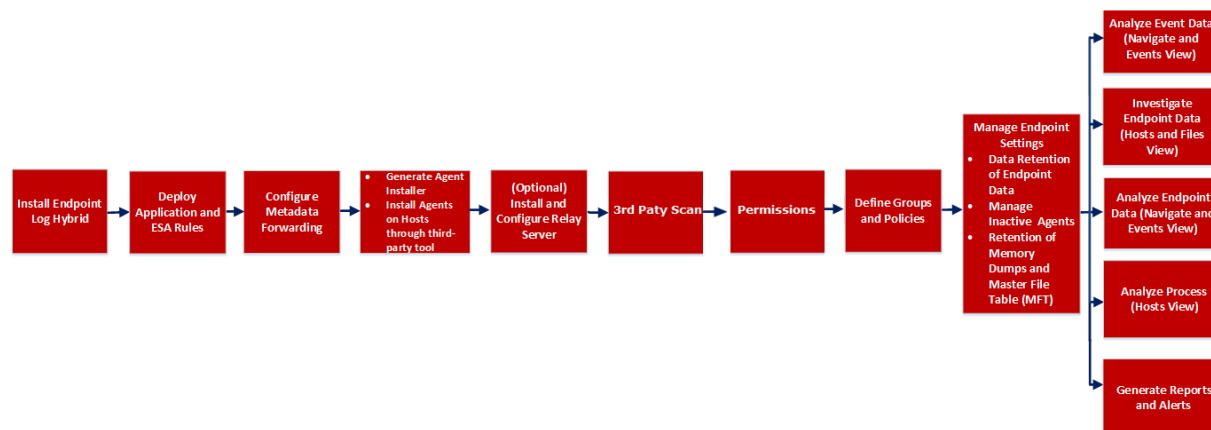 Install Endpoint
Log Hybrid
Deploy
Application and
ESA Rules
Configure
Metadata
Forwarding
• Generate Agent
Installer
• Install Agents
on Hosts
through third-
party tool
(Optional)
Install and
Configure Relay
Server
3rd Paty Scan
Permissions
Define Groups
and Policies
Manage Endpoint
Settings
• Data Retention
of Endpoint
Data
• Manage
Inactive Agents
• Retention of
Memory
Dumps and
Master File
Table (MFT)
Analyze Event Data
(Navigate and
Events View)
Investigate
Endpoint Data
(Hosts and Files
View)
Analyze Endpoint
Data (Navigate and
Events View)
Analyze Process
(Hosts View)
Generate Reports
and Alerts